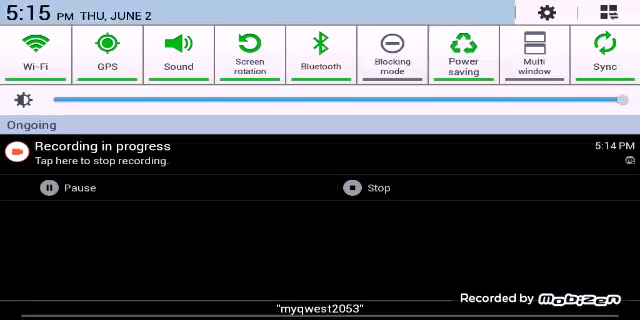 5:15 PM THU, JUNE 2
Wi-Fi
GPS
Sound
Screen
rotation
Bluetooth
Blocking
mode
Power
saving
Multi
window
Sync
Ongoing
Recording in progress
5:14 PM
Tap here to stop recording.
Pause
Stop
Recorded by Mobizen
"myqwest2053"